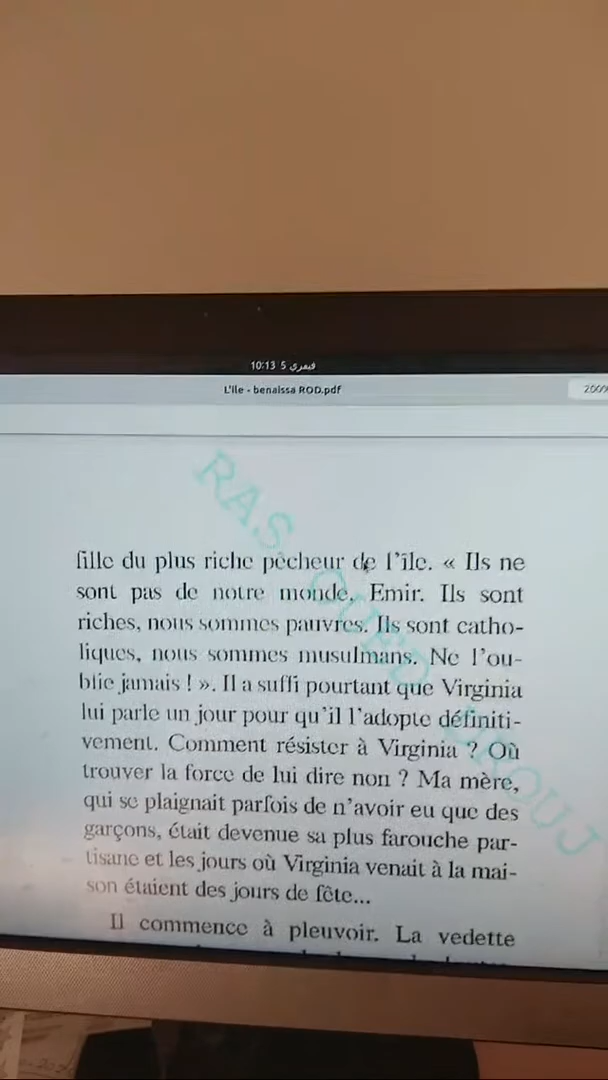 10:13 5 فيفري
L'ile - benaissa ROD.pdf
200%
RAS OUED
fille du plus riche pêcheur de l'île. « Ils ne
sont pas de notre monde, Emir. Ils sont
riches, nous sommes pauvres. Ils sont catho-
liques, nous sommes musulmans. Ne l'ou-
blie jamais ! ». Il a suffi pourtant que Virginia
lui parle un jour pour qu'il l'adopte définiti-
vement. Comment résister à Virginia ? Où
trouver la force de lui dire non ? Ma mère,
qui se plaignait parfois de n'avoir eu que des
garçons, était devenue sa plus farouche par-
tisane et les jours où Virginia venait à la mai-
son étaient des jours de fête...
Il commence à pleuvoir. La vedette